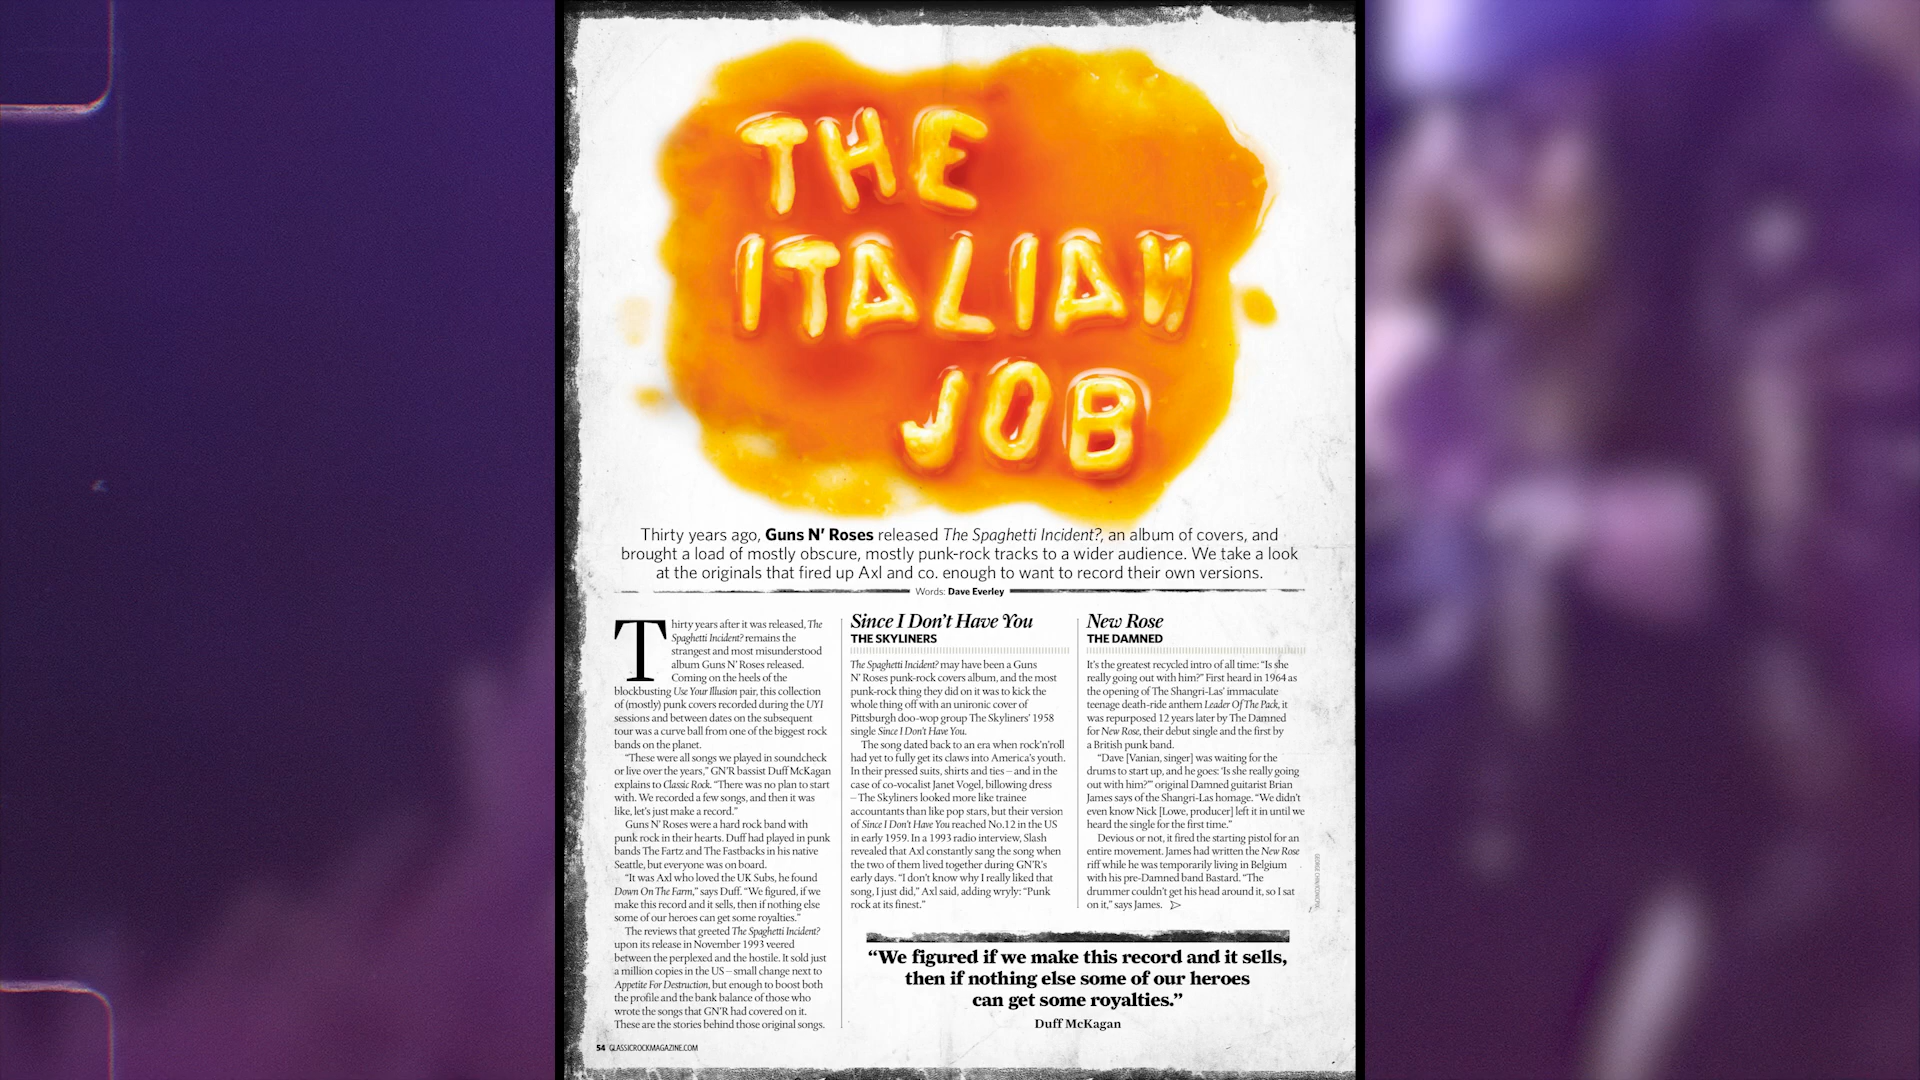 THE
ITALIAN
JOB
Thirty years ago, Guns N’ Roses released The Spaghetti Incident?, an album of covers, and
brought a load of mostly obscure, mostly punk-rock tracks to a wider audience. We take a look
at the originals that fired up Axl and co. enough to want to record their own versions.
Words: Dave Everley
Thirty years after it was released, The
Spaghetti Incident? remains the
strangest and most misunderstood
album Guns N’ Roses released.
Coming on the heels of the
blockbusting Use Your Illusion pair, this collection
of (mostly) punk covers recorded during the UYI
sessions and between dates on the subsequent
tour was a curve ball from one of the biggest rock
bands on the planet.
“These were all songs we played in soundcheck
or live over the years,” GN’R bassist Duff McKagan
explains to Classic Rock. “There was no plan to start
with. We recorded a few songs, and then it was
like, let’s just make a record.”
Guns N’ Roses were a hard rock band with
punk rock in their hearts. Duff had played in punk
bands The Fartz and The Fastbacks in his native
Seattle, but everyone was on board.
“It was Axl who loved the UK Subs, he found
Down On The Farm,” says Duff. “We figured, if we
make this record and it sells, then if nothing else
some of our heroes can get some royalties.”
The reviews that greeted The Spaghetti Incident?
upon its release in November 1993 veered
between the perplexed and the hostile. It sold just
a million copies in the US – small change next to
Appetite For Destruction, but enough to boost both
the profile and the bank balance of those who
wrote the songs that GN’R had covered on it.
These are the stories behind those original songs.
Since I Don’t Have You
THE SKYLINERS
The Spaghetti Incident? may have been a Guns
N’ Roses punk-rock covers album, and the most
punk-rock thing they did on it was to kick the
whole thing off with an unironic cover of
Pittsburgh doo-wop group The Skyliners’ 1958
single Since I Don’t Have You.
The song dated back to an era when rock’n’roll
had yet to fully get its claws into America’s youth.
In their pressed suits, shirts and ties – and in the
case of co-vocalist Janet Vogel, billowing dress
– The Skyliners looked more like trainee
accountants than like pop stars, but their version
of Since I Don’t Have You reached No.12 in the US
in early 1959. In a 1993 radio interview, Slash
revealed that Axl constantly sang the song when
the two of them lived together during GN’R’s
early days. “I don’t know why I really liked that
song, I just did,” Axl said, adding wryly: “Punk
rock at its finest.”
New Rose
THE DAMNED
It’s the greatest recycled intro of all time: “Is she
really going out with him?” First heard in 1964 as
the opening of The Shangri-Las’ immaculate
teenage death-ride anthem Leader Of The Pack, it
was repurposed 12 years later by The Damned
for New Rose, their debut single and the first by
a British punk band.
“Dave [Vanian, singer] was waiting for the
drums to start up, and he goes: ‘Is she really going
out with him?’” original Damned guitarist Brian
James says of the Shangri-Las homage. “We didn’t
even know Nick [Lowe, producer] left it in until we
heard the single for the first time.”
Devious or not, it fired the starting pistol for an
entire movement. James had written the New Rose
riff while he was temporarily living in Belgium
with his pre-Damned band Bastard. “The
drummer couldn’t get his head around it, so I sat
on it,” says James.
“We figured if we make this record and it sells,
then if nothing else some of our heroes
can get some royalties.”
Duff McKagan
54 CLASSICROCKMAGAZINE.COM